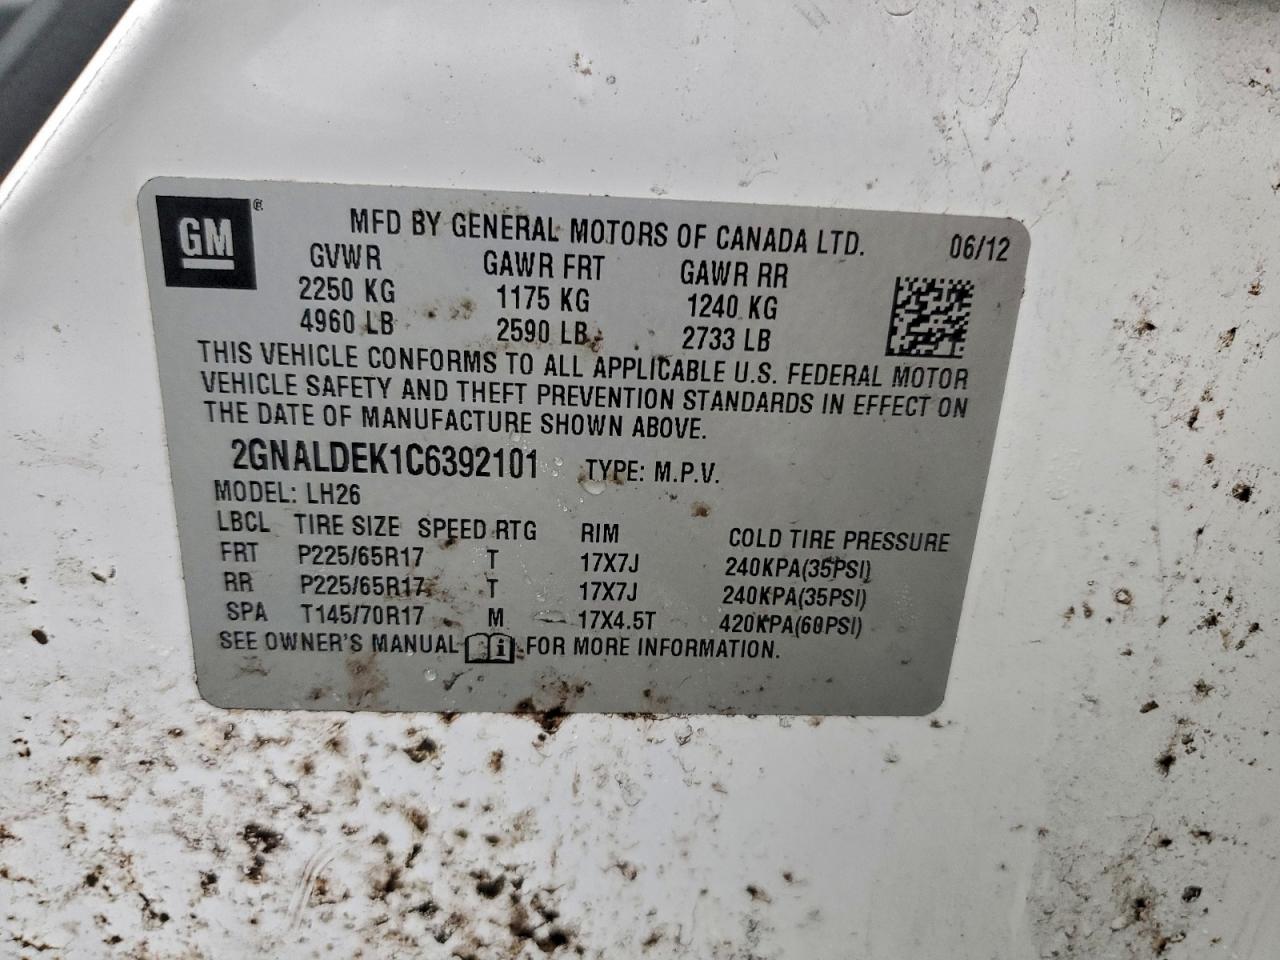 GM ® MFD BY GENERAL MOTORS OF CANADA LTD. 06/12
GVWR GAWR FRT GAWR RR
2250 KG 1175 KG 1240 KG
4960 LB 2590 LB 2733 LB
THIS VEHICLE CONFORMS TO ALL APPLICABLE U.S. FEDERAL MOTOR
VEHICLE SAFETY AND THEFT PREVENTION STANDARDS IN EFFECT ON
THE DATE OF MANUFACTURE SHOWN ABOVE.
2GNALDEK1C6392101 TYPE: M.P.V.
MODEL: LH26
LBCL TIRE SIZE SPEED RTG RIM COLD TIRE PRESSURE
FRT P225/65R17 T 17X7J 240KPA(35PSI)
RR P225/65R17 T 17X7J 240KPA(35PSI)
SPA T145/70R17 M 17X4.5T 420KPA(60PSI)
SEE OWNER'S MANUAL i FOR MORE INFORMATION.